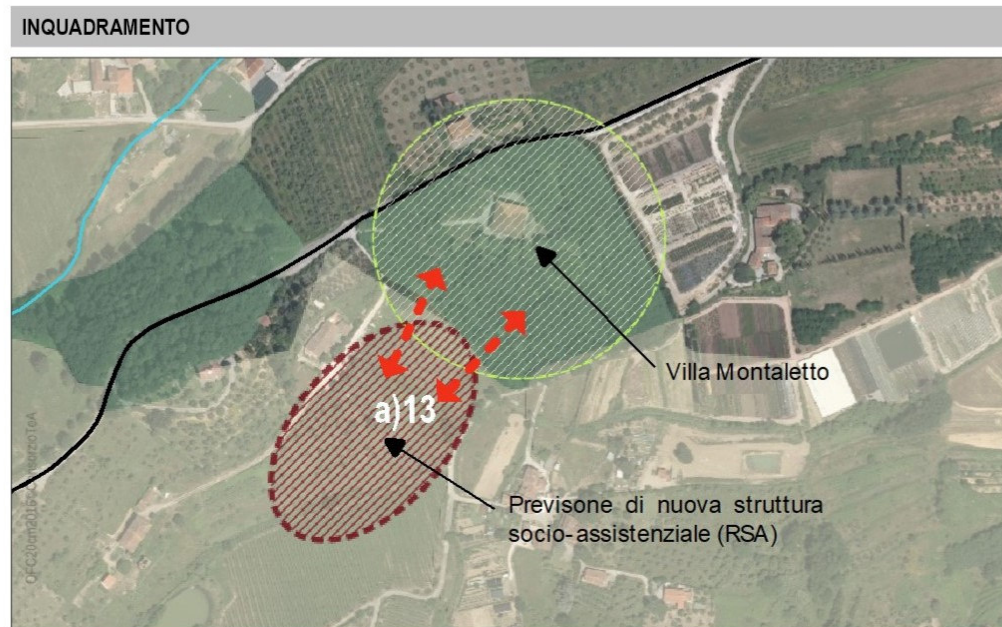 INQUADRAMENTO
Villa Montaletto
a)13
Previsone di nuova struttura
socio-assistenziale (RSA)